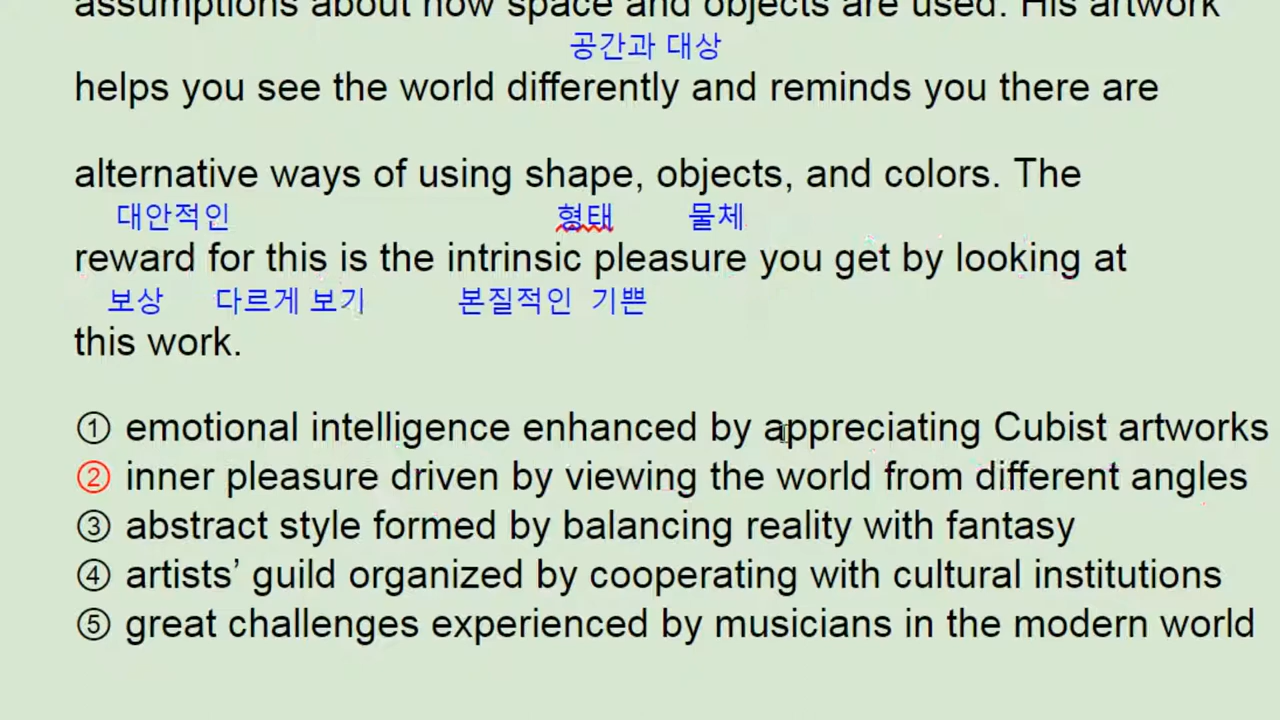 assumptions about how space and objects are used. His artwork
공간과 대상
helps you see the world differently and reminds you there are
alternative ways of using shape, objects, and colors. The
대안적인 형태 물체
reward for this is the intrinsic pleasure you get by looking at
보상 다르게 보기 본질적인 기쁜
this work.
① emotional intelligence enhanced by appreciating Cubist artworks
② inner pleasure driven by viewing the world from different angles
③ abstract style formed by balancing reality with fantasy
④ artists’ guild organized by cooperating with cultural institutions
⑤ great challenges experienced by musicians in the modern world